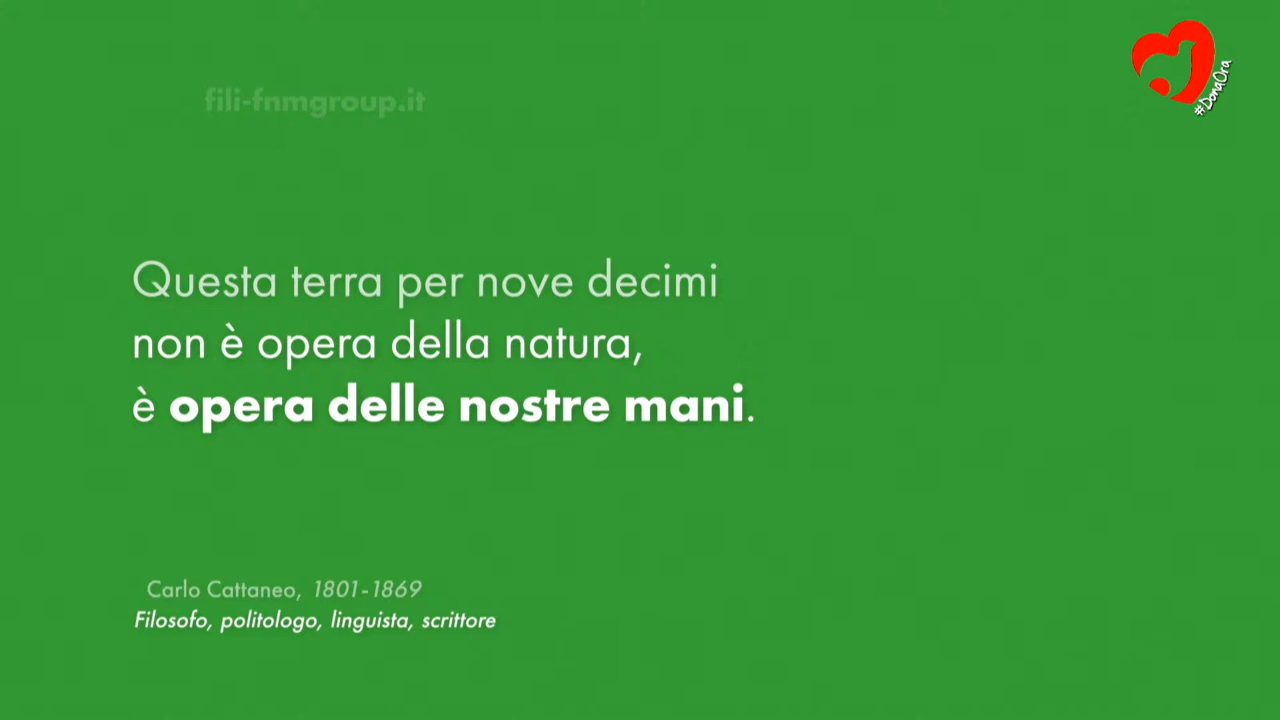 fili-fnmgroup.it
#DonaOra
Questa terra per nove decimi
non è opera della natura,
è opera delle nostre mani.
Carlo Cattaneo, 1801-1869
Filosofo, politologo, linguista, scrittore